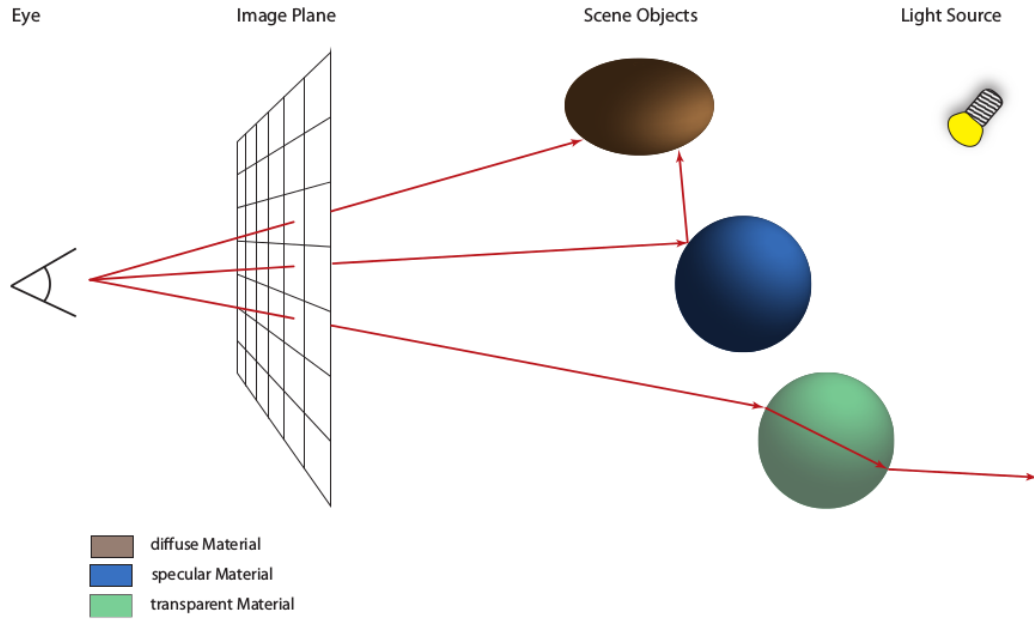 Eye
Image Plane
Scene Objects
Light Source
diffuse Material
specular Material
transparent Material